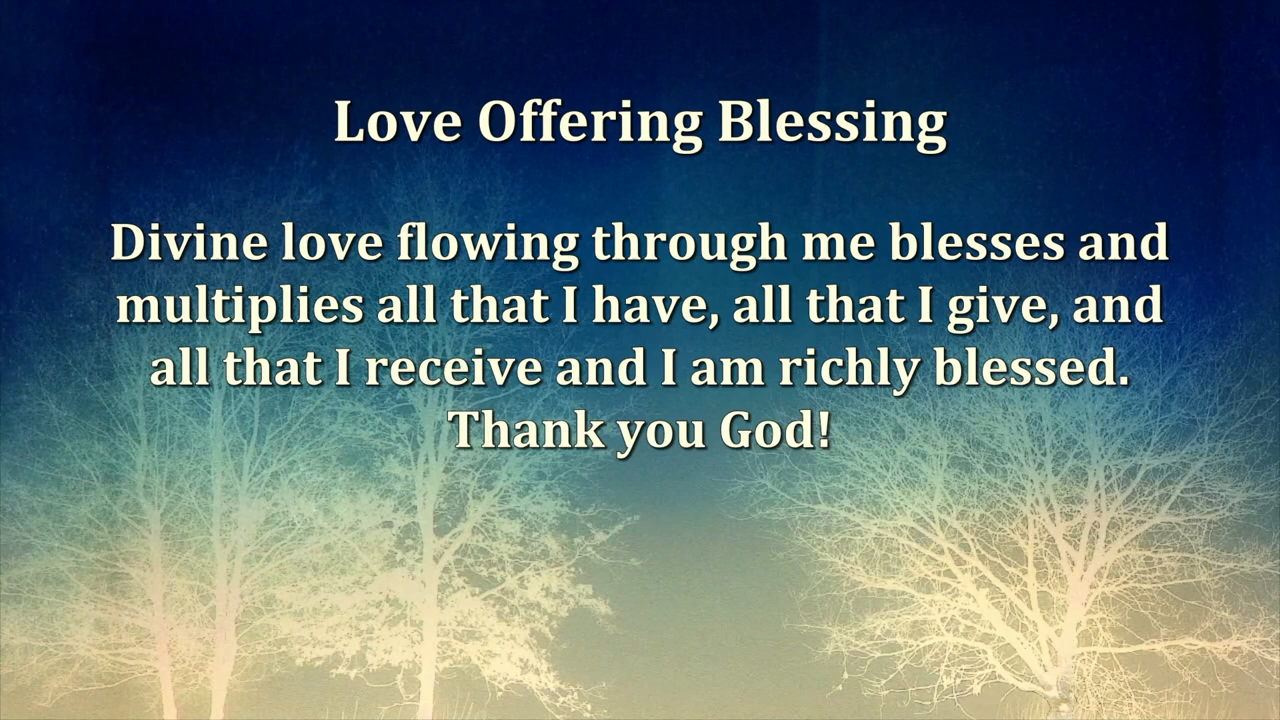 Love Offering Blessing
Divine love flowing through me blesses and
multiplies all that I have, all that I give, and
all that I receive and I am richly blessed.
Thank you God!